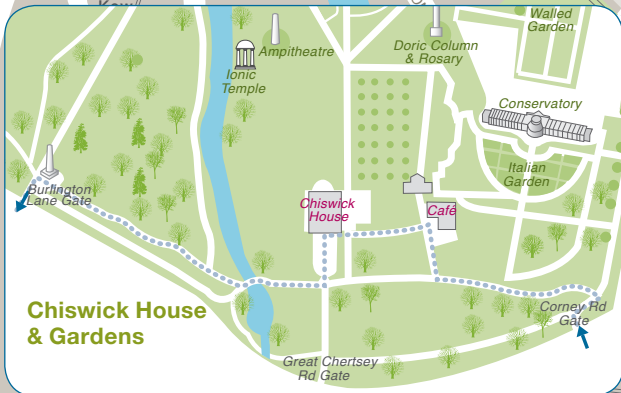 Walled
Garden
Ampitheatre
Doric Column
& Rosary
Ionic
Temple
Conservatory
Italian
Garden
Burlington
Lane Gate
Chiswick
House
Café
Chiswick House
& Gardens
Corney Rd
Gate
Great Chertsey
Rd Gate